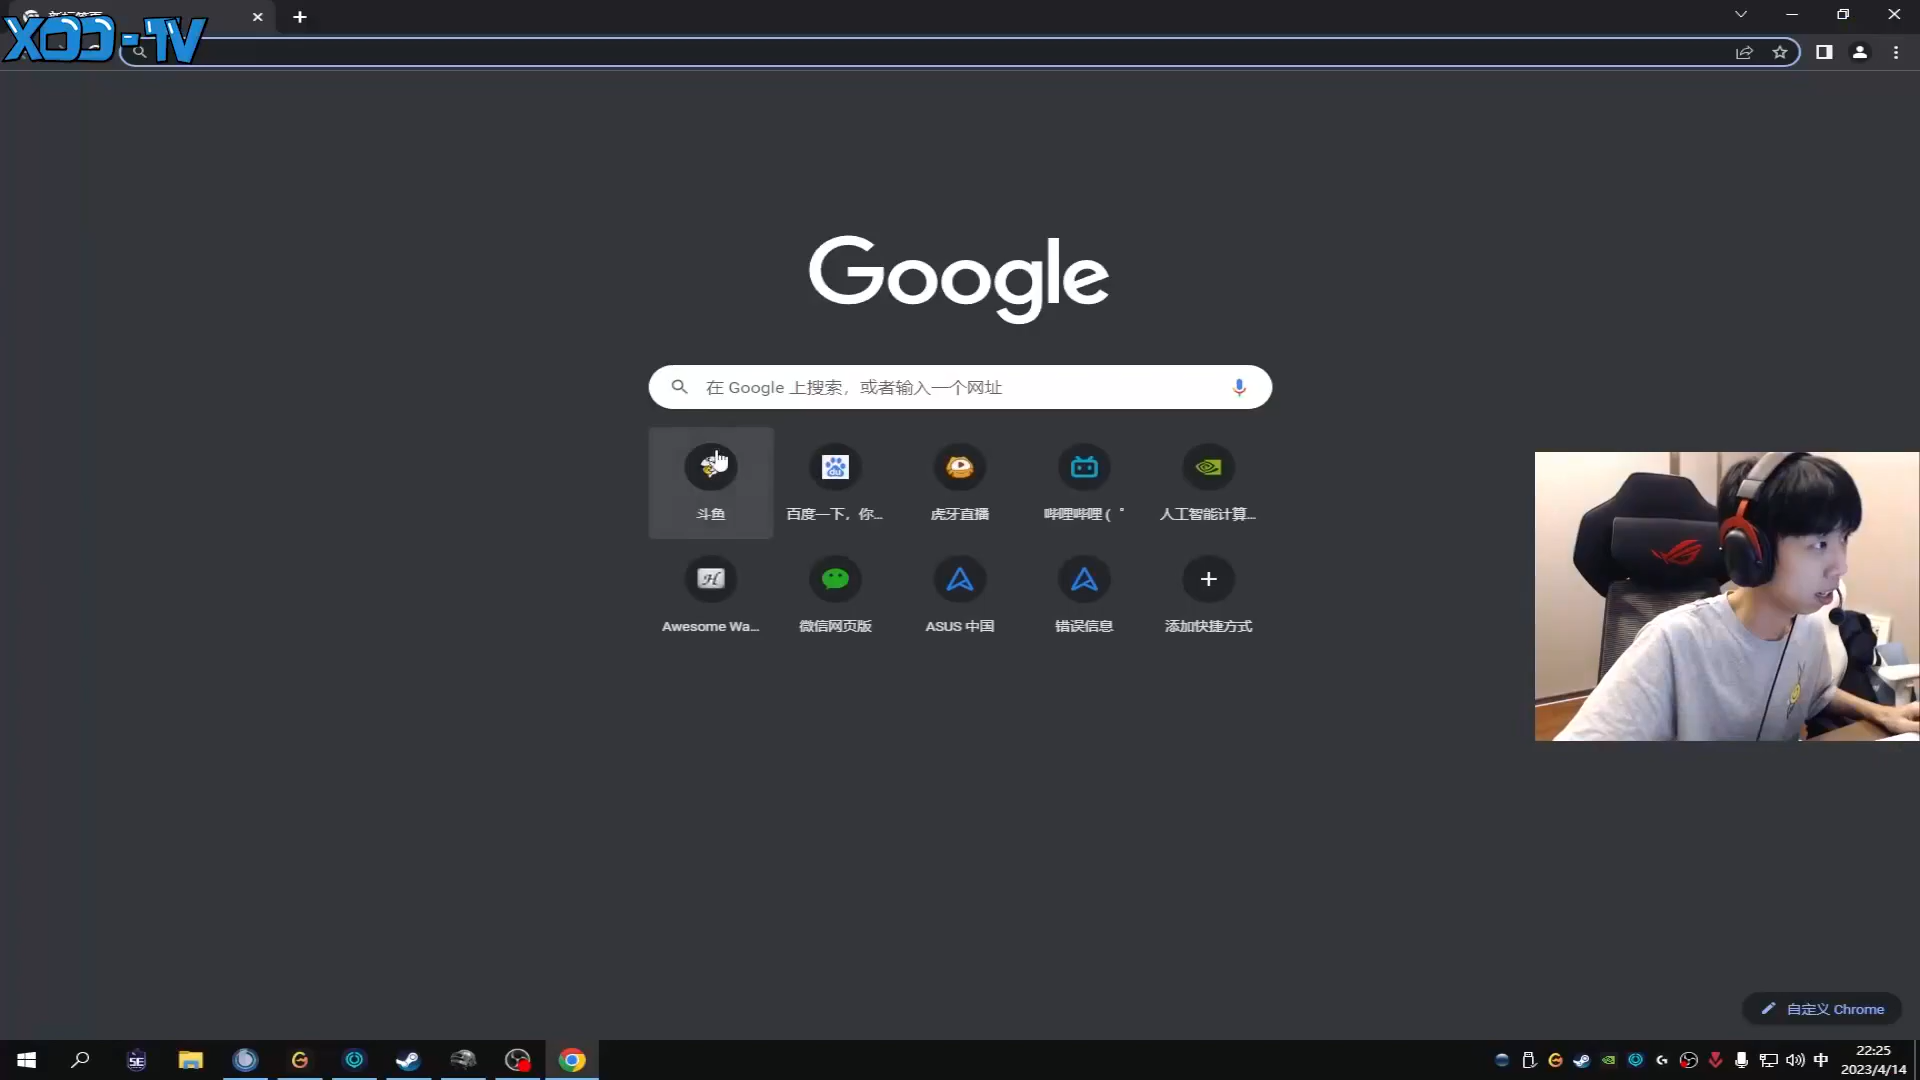 XOD-TV
Google
在 Google 上搜索，或者输入一个网址
斗鱼
百度一下，你...
虎牙直播
哔哩哔哩 ( ゜
人工智能计算...
Awesome Wa...
微信网页版
ASUS 中国
错误信息
添加快捷方式
自定义 Chrome
中
22:25
2023/4/14